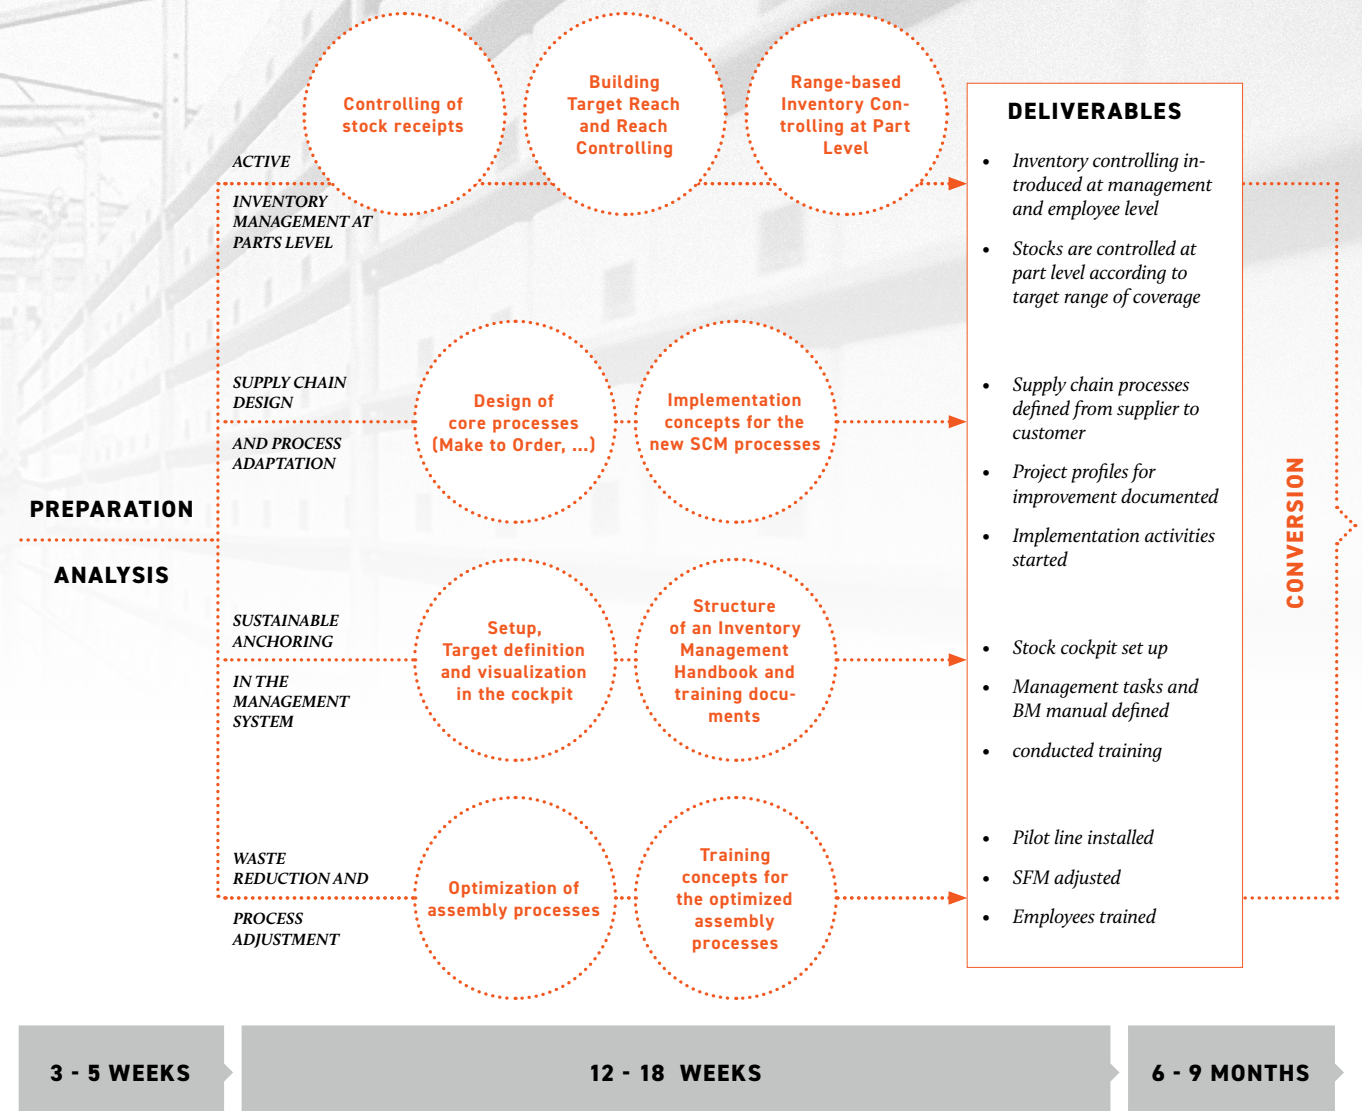 PREPARATION
ANALYSIS
ACTIVE
INVENTORY
MANAGEMENT AT
PARTS LEVEL
Controlling of
stock receipts
Building
Target Reach
and Reach
Controlling
Range-based
Inventory Con-
trolling at Part
Level
SUPPLY CHAIN
DESIGN
AND PROCESS
ADAPTATION
Design of
core processes
(Make to Order, ...)
Implementation
concepts for the
new SCM processes
SUSTAINABLE
ANCHORING
IN THE
MANAGEMENT
SYSTEM
Setup,
Target definition
and visualization
in the cockpit
Structure
of an Inventory
Management
Handbook and
training docu-
ments
WASTE
REDUCTION AND
PROCESS
ADJUSTMENT
Optimization of
assembly processes
Training
concepts for
the optimized
assembly
processes
DELIVERABLES
• Inventory controlling in-
troduced at management
and employee level
• Stocks are controlled at
part level according to
target range of coverage
• Supply chain processes
defined from supplier to
customer
• Project profiles for
improvement documented
• Implementation activities
started
• Stock cockpit set up
• Management tasks and
BM manual defined
• conducted training
• Pilot line installed
• SFM adjusted
• Employees trained
CONVERSION
3 - 5 WEEKS
12 - 18 WEEKS
6 - 9 MONTHS